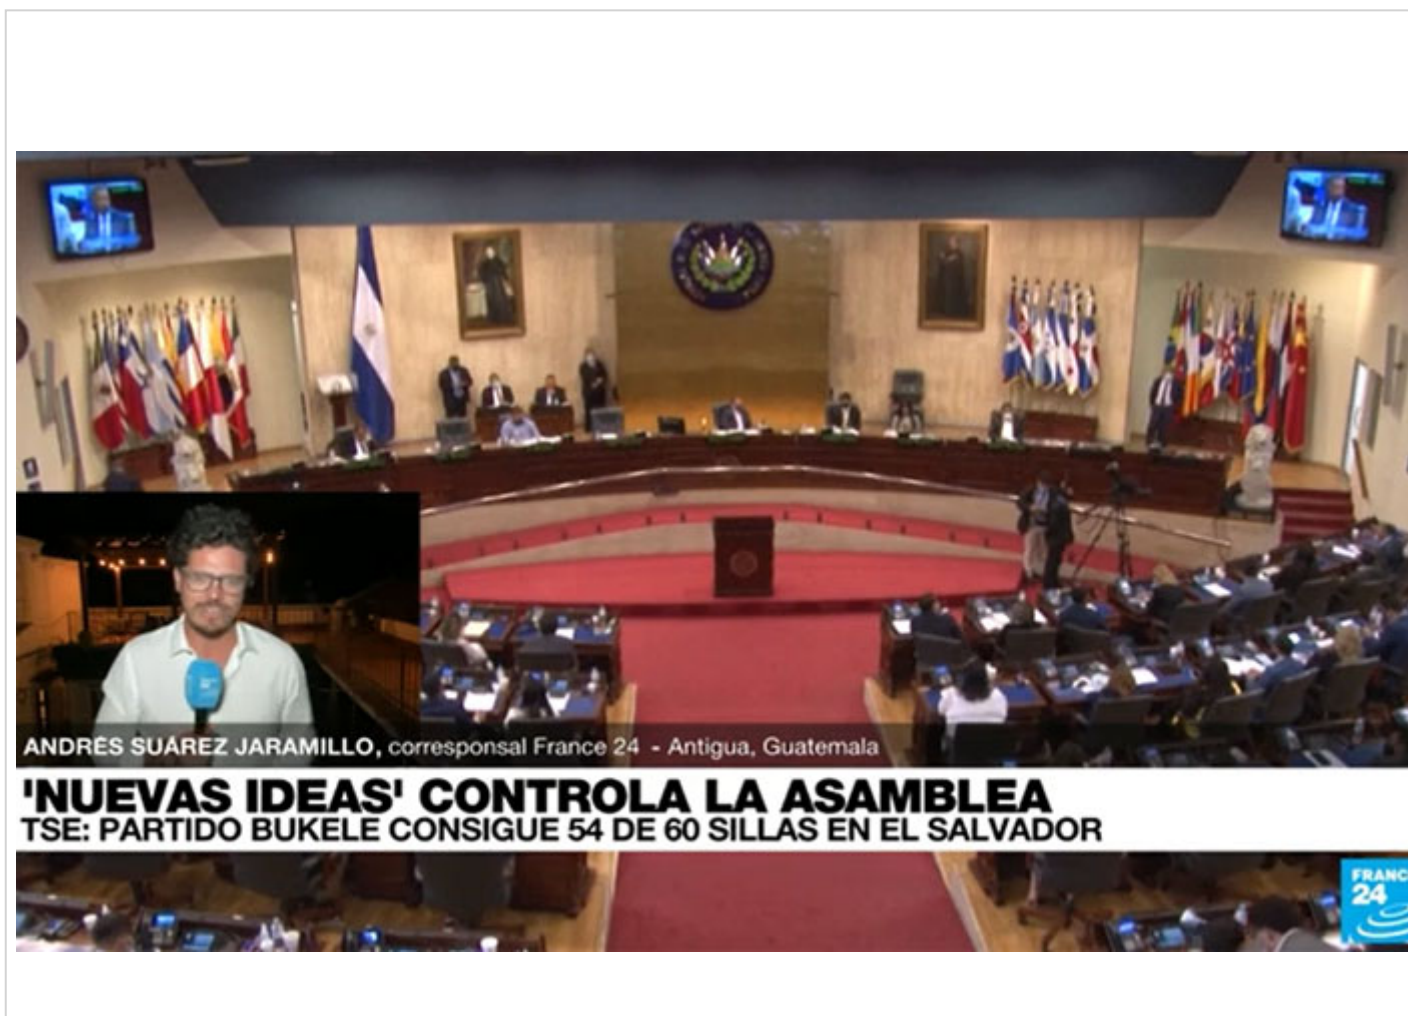 ANDRÉS SUÁREZ JARAMILLO, corresponsal France 24 - Antigua, Guatemala
'NUEVAS IDEAS' CONTROLA LA ASAMBLEA
TSE: PARTIDO BUKELE CONSIGUE 54 DE 60 SILLAS EN EL SALVADOR
FRANC
24